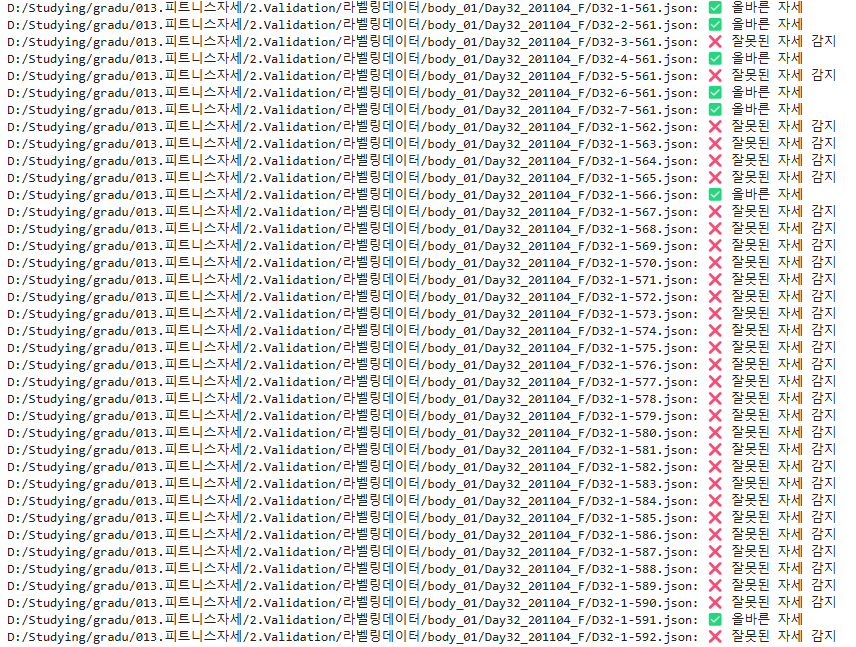 D:/Studying/gradu/013.피트니스자세/2.Validation/라벨링데이터/body_01/Day32_201104_F/D32-1-561.json: ✅ 올바른 자세
D:/Studying/gradu/013.피트니스자세/2.Validation/라벨링데이터/body_01/Day32_201104_F/D32-2-561.json: ✅ 올바른 자세
D:/Studying/gradu/013.피트니스자세/2.Validation/라벨링데이터/body_01/Day32_201104_F/D32-3-561.json: ❌ 잘못된 자세 감지
D:/Studying/gradu/013.피트니스자세/2.Validation/라벨링데이터/body_01/Day32_201104_F/D32-4-561.json: ✅ 올바른 자세
D:/Studying/gradu/013.피트니스자세/2.Validation/라벨링데이터/body_01/Day32_201104_F/D32-5-561.json: ❌ 잘못된 자세 감지
D:/Studying/gradu/013.피트니스자세/2.Validation/라벨링데이터/body_01/Day32_201104_F/D32-6-561.json: ✅ 올바른 자세
D:/Studying/gradu/013.피트니스자세/2.Validation/라벨링데이터/body_01/Day32_201104_F/D32-7-561.json: ✅ 올바른 자세
D:/Studying/gradu/013.피트니스자세/2.Validation/라벨링데이터/body_01/Day32_201104_F/D32-1-562.json: ❌ 잘못된 자세 감지
D:/Studying/gradu/013.피트니스자세/2.Validation/라벨링데이터/body_01/Day32_201104_F/D32-1-563.json: ❌ 잘못된 자세 감지
D:/Studying/gradu/013.피트니스자세/2.Validation/라벨링데이터/body_01/Day32_201104_F/D32-1-564.json: ❌ 잘못된 자세 감지
D:/Studying/gradu/013.피트니스자세/2.Validation/라벨링데이터/body_01/Day32_201104_F/D32-1-565.json: ❌ 잘못된 자세 감지
D:/Studying/gradu/013.피트니스자세/2.Validation/라벨링데이터/body_01/Day32_201104_F/D32-1-566.json: ✅ 올바른 자세
D:/Studying/gradu/013.피트니스자세/2.Validation/라벨링데이터/body_01/Day32_201104_F/D32-1-567.json: ❌ 잘못된 자세 감지
D:/Studying/gradu/013.피트니스자세/2.Validation/라벨링데이터/body_01/Day32_201104_F/D32-1-568.json: ❌ 잘못된 자세 감지
D:/Studying/gradu/013.피트니스자세/2.Validation/라벨링데이터/body_01/Day32_201104_F/D32-1-569.json: ❌ 잘못된 자세 감지
D:/Studying/gradu/013.피트니스자세/2.Validation/라벨링데이터/body_01/Day32_201104_F/D32-1-570.json: ❌ 잘못된 자세 감지
D:/Studying/gradu/013.피트니스자세/2.Validation/라벨링데이터/body_01/Day32_201104_F/D32-1-571.json: ❌ 잘못된 자세 감지
D:/Studying/gradu/013.피트니스자세/2.Validation/라벨링데이터/body_01/Day32_201104_F/D32-1-572.json: ❌ 잘못된 자세 감지
D:/Studying/gradu/013.피트니스자세/2.Validation/라벨링데이터/body_01/Day32_201104_F/D32-1-573.json: ❌ 잘못된 자세 감지
D:/Studying/gradu/013.피트니스자세/2.Validation/라벨링데이터/body_01/Day32_201104_F/D32-1-574.json: ❌ 잘못된 자세 감지
D:/Studying/gradu/013.피트니스자세/2.Validation/라벨링데이터/body_01/Day32_201104_F/D32-1-575.json: ❌ 잘못된 자세 감지
D:/Studying/gradu/013.피트니스자세/2.Validation/라벨링데이터/body_01/Day32_201104_F/D32-1-576.json: ❌ 잘못된 자세 감지
D:/Studying/gradu/013.피트니스자세/2.Validation/라벨링데이터/body_01/Day32_201104_F/D32-1-577.json: ❌ 잘못된 자세 감지
D:/Studying/gradu/013.피트니스자세/2.Validation/라벨링데이터/body_01/Day32_201104_F/D32-1-578.json: ❌ 잘못된 자세 감지
D:/Studying/gradu/013.피트니스자세/2.Validation/라벨링데이터/body_01/Day32_201104_F/D32-1-579.json: ❌ 잘못된 자세 감지
D:/Studying/gradu/013.피트니스자세/2.Validation/라벨링데이터/body_01/Day32_201104_F/D32-1-580.json: ❌ 잘못된 자세 감지
D:/Studying/gradu/013.피트니스자세/2.Validation/라벨링데이터/body_01/Day32_201104_F/D32-1-581.json: ❌ 잘못된 자세 감지
D:/Studying/gradu/013.피트니스자세/2.Validation/라벨링데이터/body_01/Day32_201104_F/D32-1-582.json: ❌ 잘못된 자세 감지
D:/Studying/gradu/013.피트니스자세/2.Validation/라벨링데이터/body_01/Day32_201104_F/D32-1-583.json: ❌ 잘못된 자세 감지
D:/Studying/gradu/013.피트니스자세/2.Validation/라벨링데이터/body_01/Day32_201104_F/D32-1-584.json: ❌ 잘못된 자세 감지
D:/Studying/gradu/013.피트니스자세/2.Validation/라벨링데이터/body_01/Day32_201104_F/D32-1-585.json: ❌ 잘못된 자세 감지
D:/Studying/gradu/013.피트니스자세/2.Validation/라벨링데이터/body_01/Day32_201104_F/D32-1-586.json: ❌ 잘못된 자세 감지
D:/Studying/gradu/013.피트니스자세/2.Validation/라벨링데이터/body_01/Day32_201104_F/D32-1-587.json: ❌ 잘못된 자세 감지
D:/Studying/gradu/013.피트니스자세/2.Validation/라벨링데이터/body_01/Day32_201104_F/D32-1-588.json: ❌ 잘못된 자세 감지
D:/Studying/gradu/013.피트니스자세/2.Validation/라벨링데이터/body_01/Day32_201104_F/D32-1-589.json: ❌ 잘못된 자세 감지
D:/Studying/gradu/013.피트니스자세/2.Validation/라벨링데이터/body_01/Day32_201104_F/D32-1-590.json: ❌ 잘못된 자세 감지
D:/Studying/gradu/013.피트니스자세/2.Validation/라벨링데이터/body_01/Day32_201104_F/D32-1-591.json: ✅ 올바른 자세
D:/Studying/gradu/013.피트니스자세/2.Validation/라벨링데이터/body_01/Day32_201104_F/D32-1-592.json: ❌ 잘못된 자세 감지